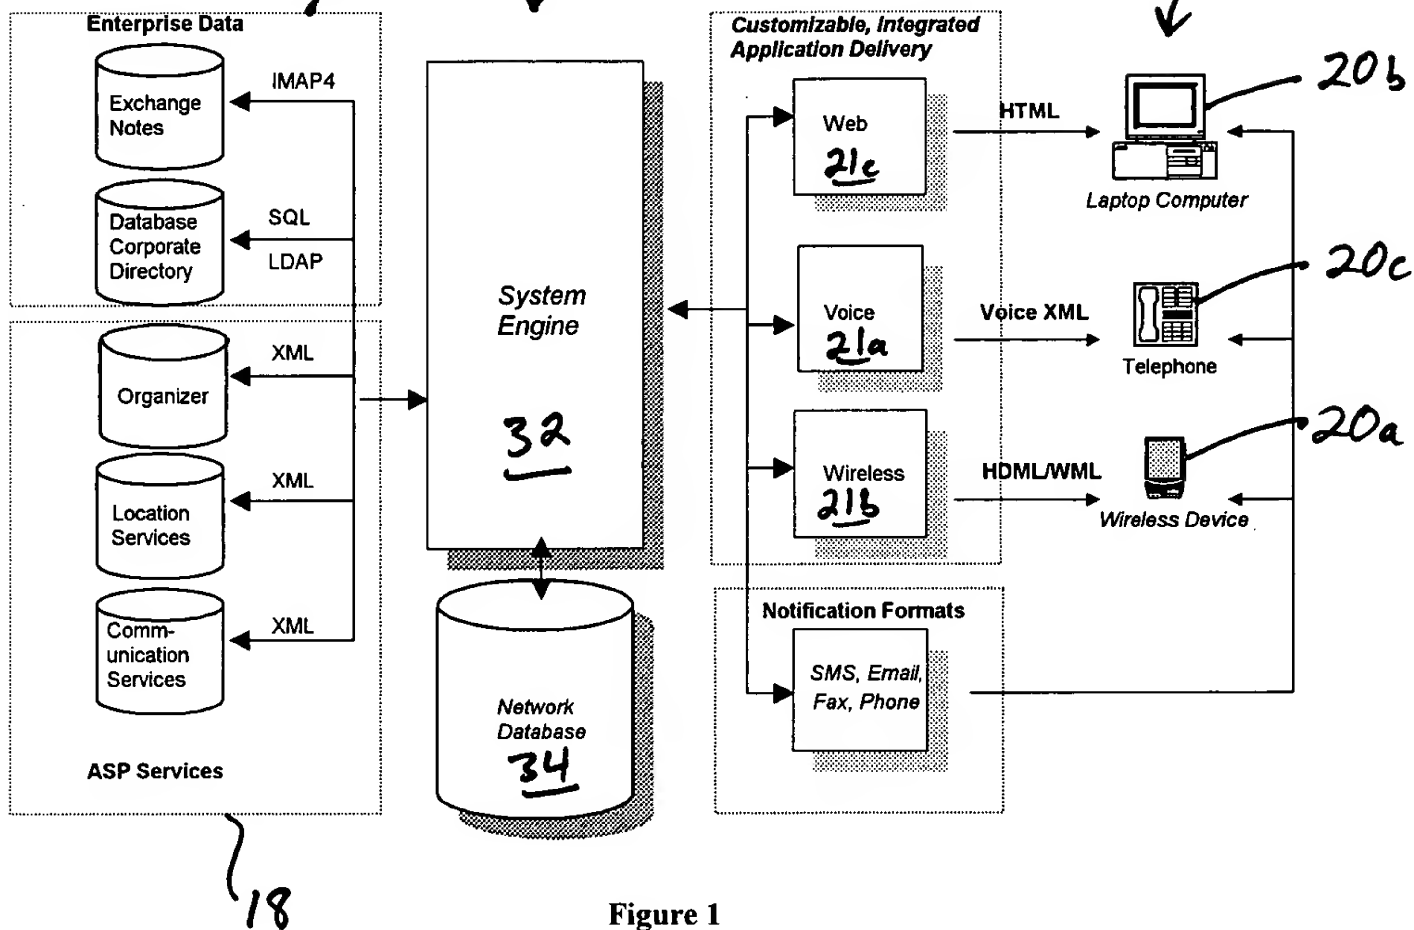 Enterprise Data
Exchange
Notes
IMAP4
Database
Corporate
Directory
SQL
LDAP
Organizer
XML
Location
Services
XML
Comm-
unication
Services
XML
ASP Services
18
System
Engine
32
Network
Database
34
Customizable, Integrated
Application Delivery
Web
21c
HTML
Voice
21a
Voice XML
Wireless
21b
HDML/WML
Notification Formats
SMS, Email,
Fax, Phone
20b
Laptop Computer
20c
Telephone
20a
Wireless Device
Figure 1